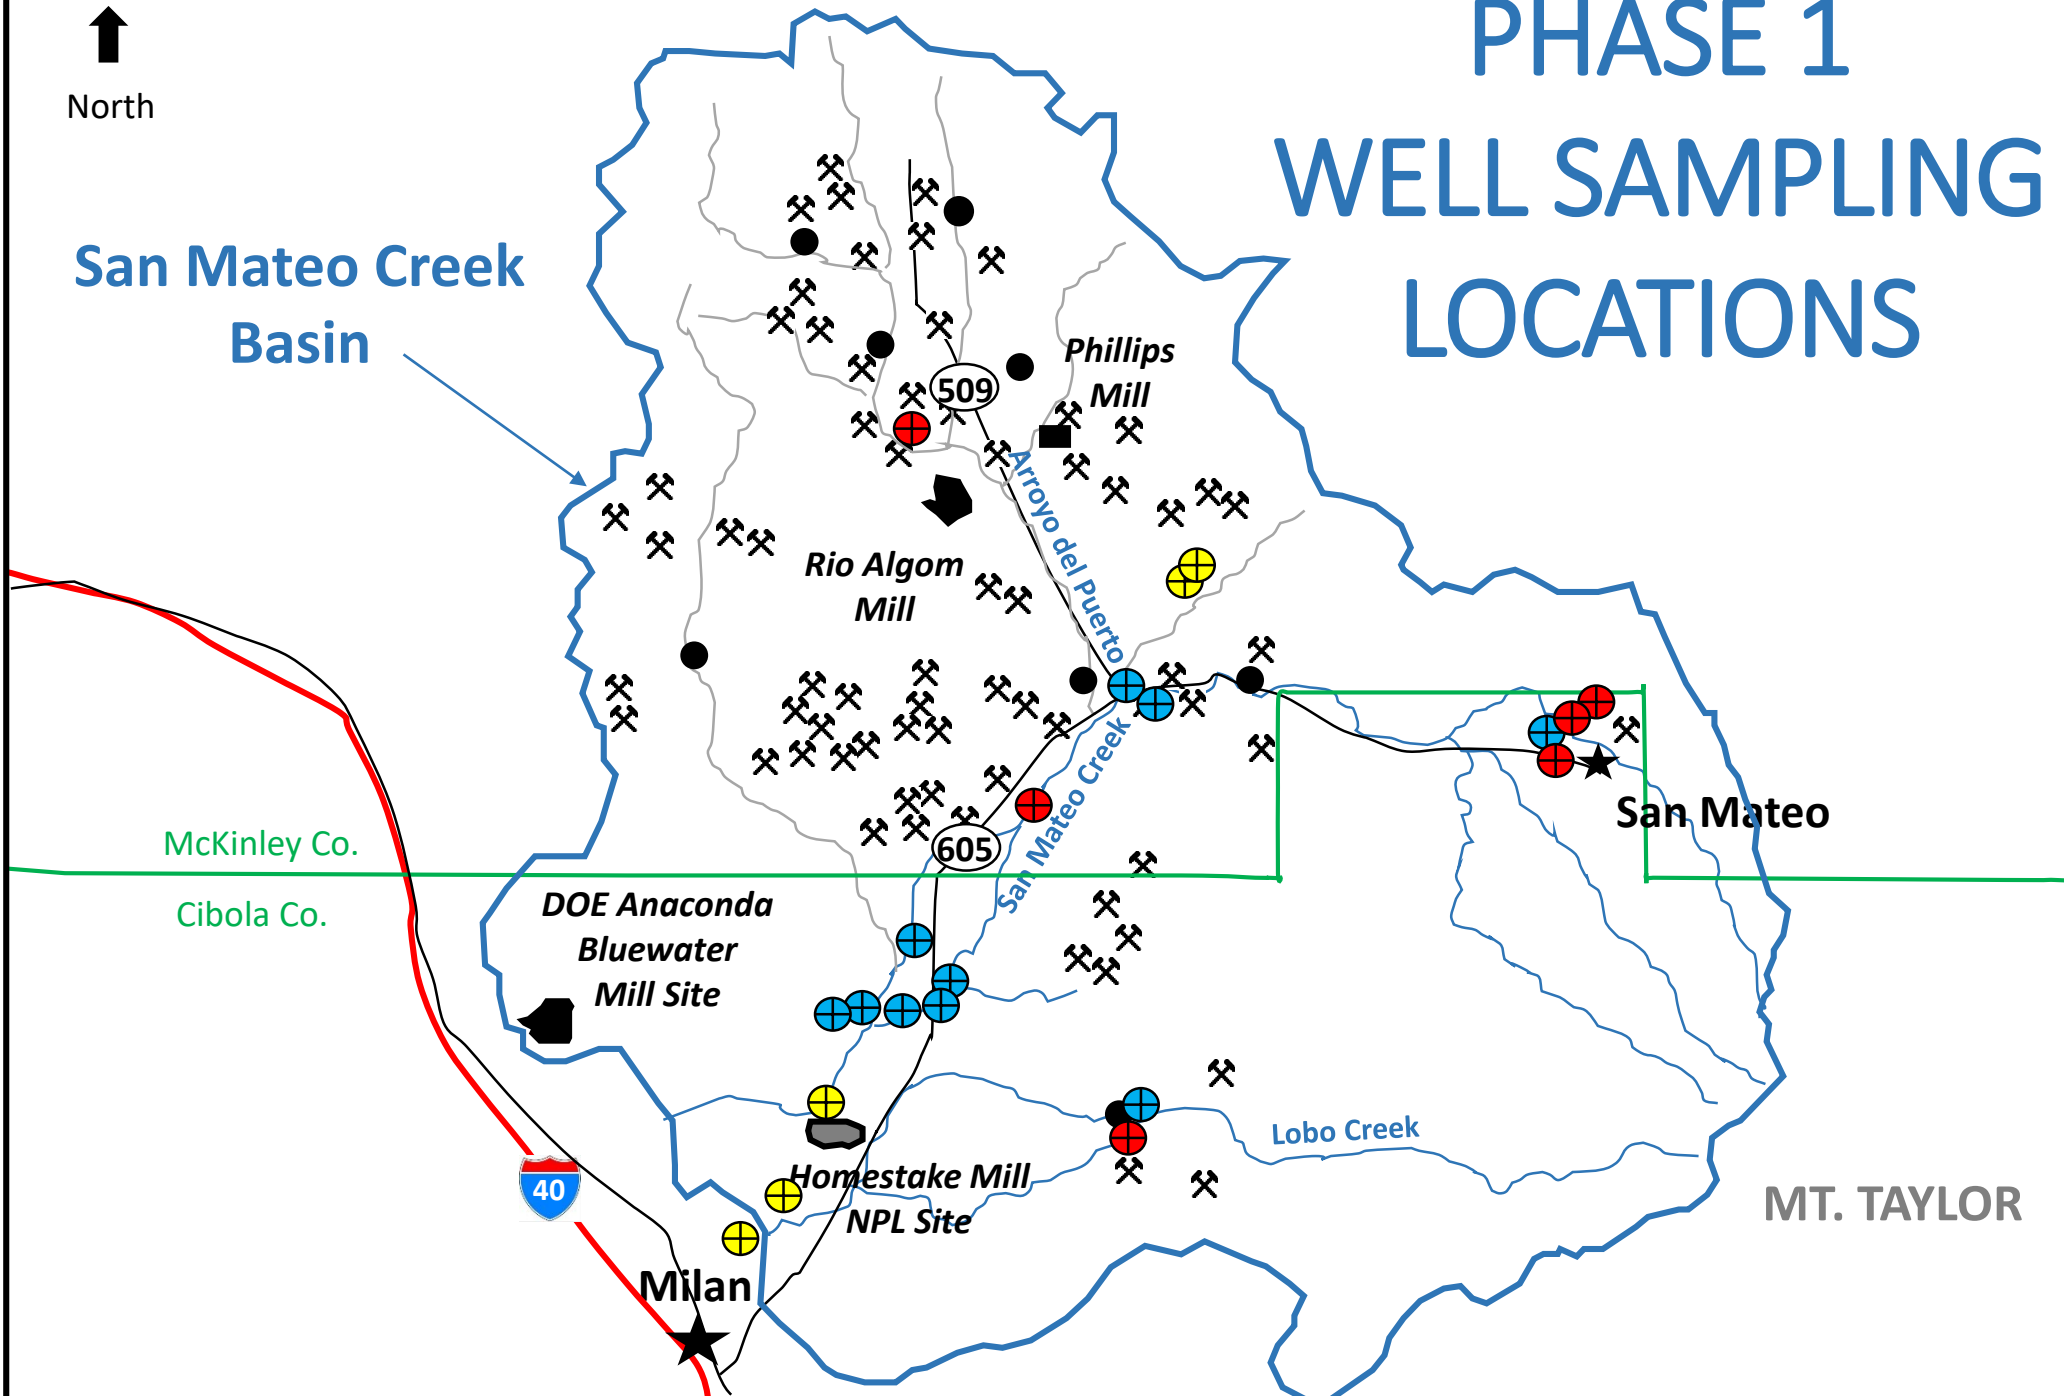 PHASE 1
WELL SAMPLING
LOCATIONS
North
San Mateo Creek
Basin
Phillips
Mill
509
Arroyo del Puerto
Rio Algom
Mill
San Mateo Creek
San Mateo
605
McKinley Co.
Cibola Co.
DOE Anaconda
Bluewater
Mill Site
Lobo Creek
40
Homestake Mill
NPL Site
MT. TAYLOR
Milan